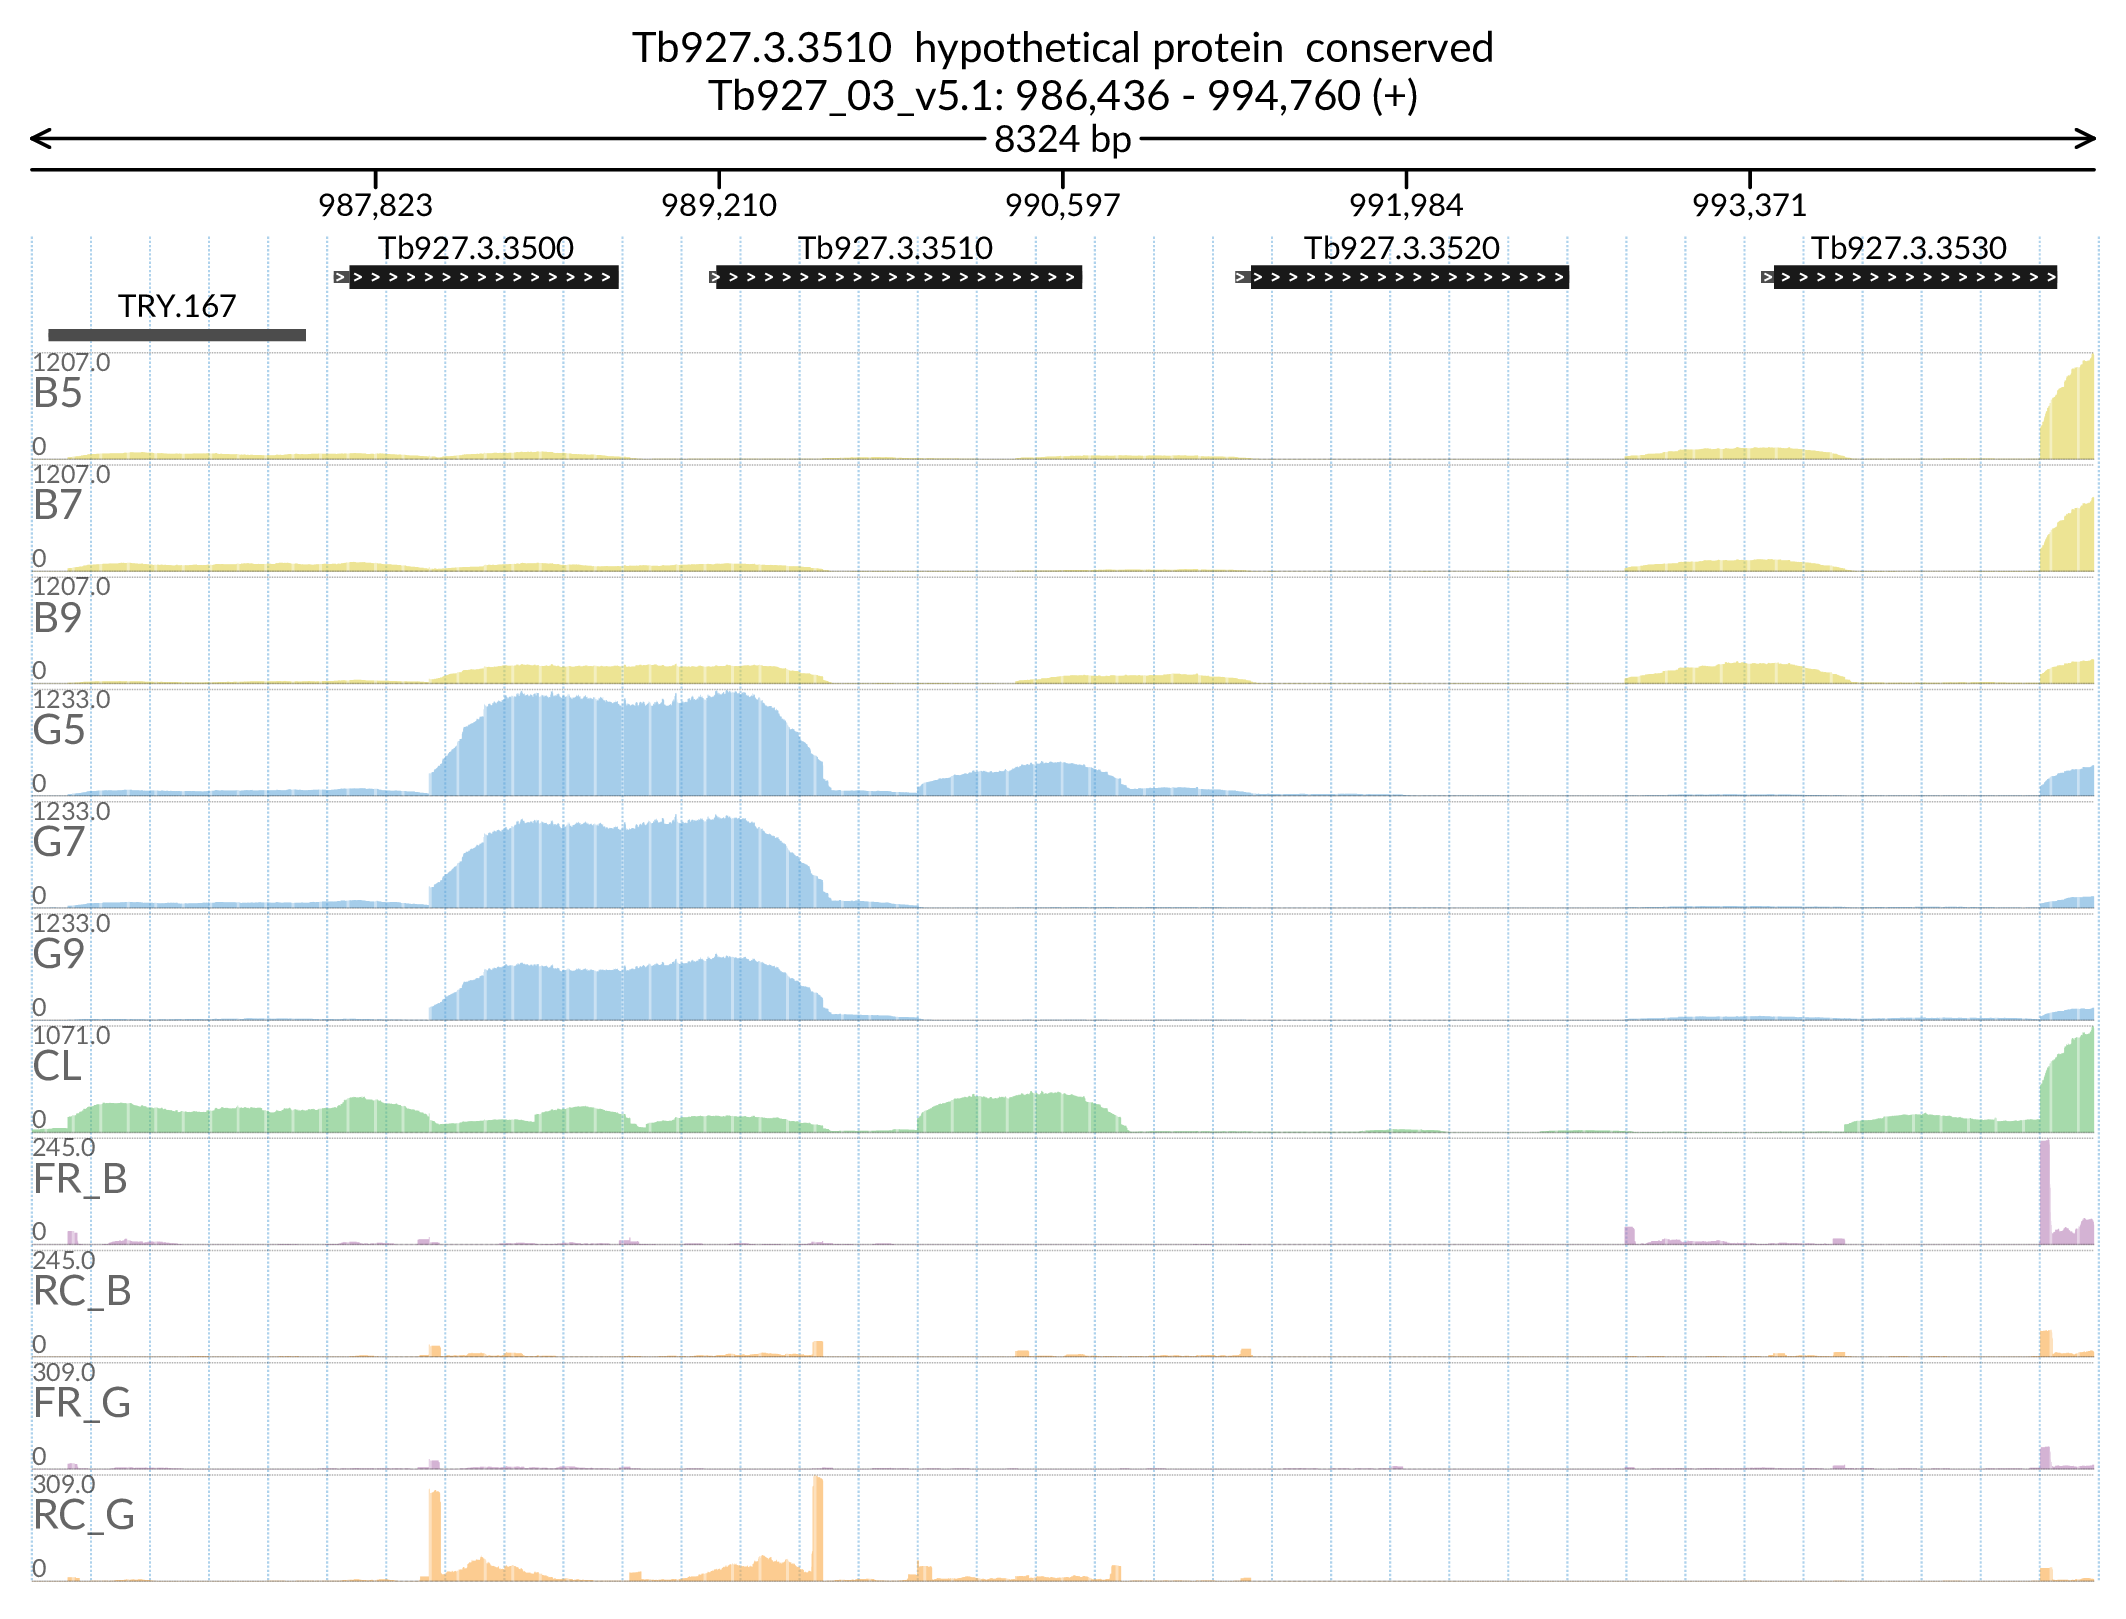 Tb927.3.3510  hypothetical protein  conserved
Tb927_03_v5.1: 986,436 - 994,760 (+)
8324 bp
987,823 989,210 990,597 991,984 993,371
Tb927.3.3500 Tb927.3.3510 Tb927.3.3520 Tb927.3.3530
TRY.167
1207.0
B5
0
1207.0
B7
0
1207.0
B9
0
1233.0
G5
0
1233.0
G7
0
1233.0
G9
0
1071.0
CL
0
245.0
FR_B
0
245.0
RC_B
0
309.0
FR_G
0
309.0
RC_G
0